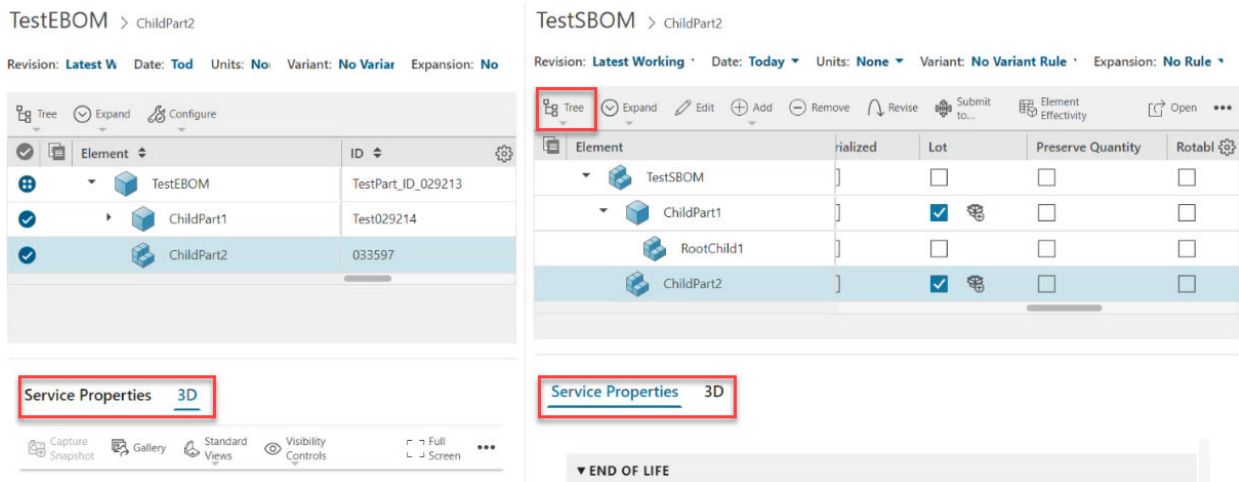 TestEBOM > ChildPart2
Revision: Latest W Date: Tod Units: No Variant: No Variar Expansion: No
Tree Expand Configure
Element ID
TestEBOM TestPart_ID_029213
ChildPart1 Test029214
ChildPart2 033597
Service Properties 3D
Capture Snapshot Gallery Standard Views Visibility Controls Full Screen
TestSBOM > ChildPart2
Revision: Latest Working Date: Today Units: None Variant: No Variant Rule Expansion: No Rule
Tree Expand Edit Add Remove Revise Submit to... Element Effectivity Open
Element rialized Lot Preserve Quantity Rotabl
TestSBOM
ChildPart1
RootChild1
ChildPart2
Service Properties 3D
END OF LIFE